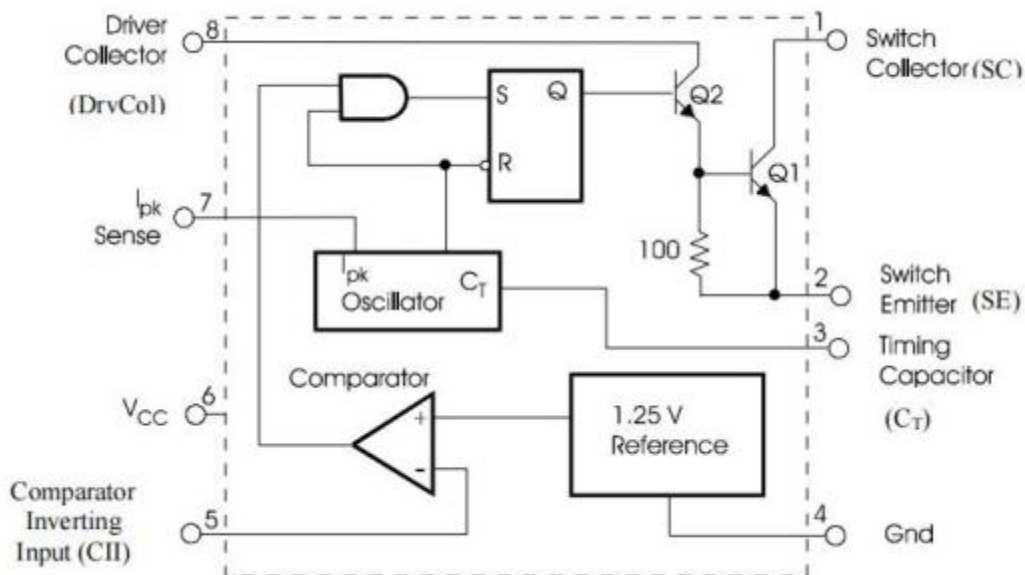 Driver
Collector
(DrvCol)
8
1
Switch
Collector (SC)
S
Q
Q2
R
Q1
Ipk
Sense
7
100
Ipk
CT
Oscillator
2
Switch
Emitter (SE)
3
Timing
Capacitor
(CT)
Comparator
VCC
6
+
-
1.25 V
Reference
Comparator
Inverting
Input (CII)
5
4
Gnd